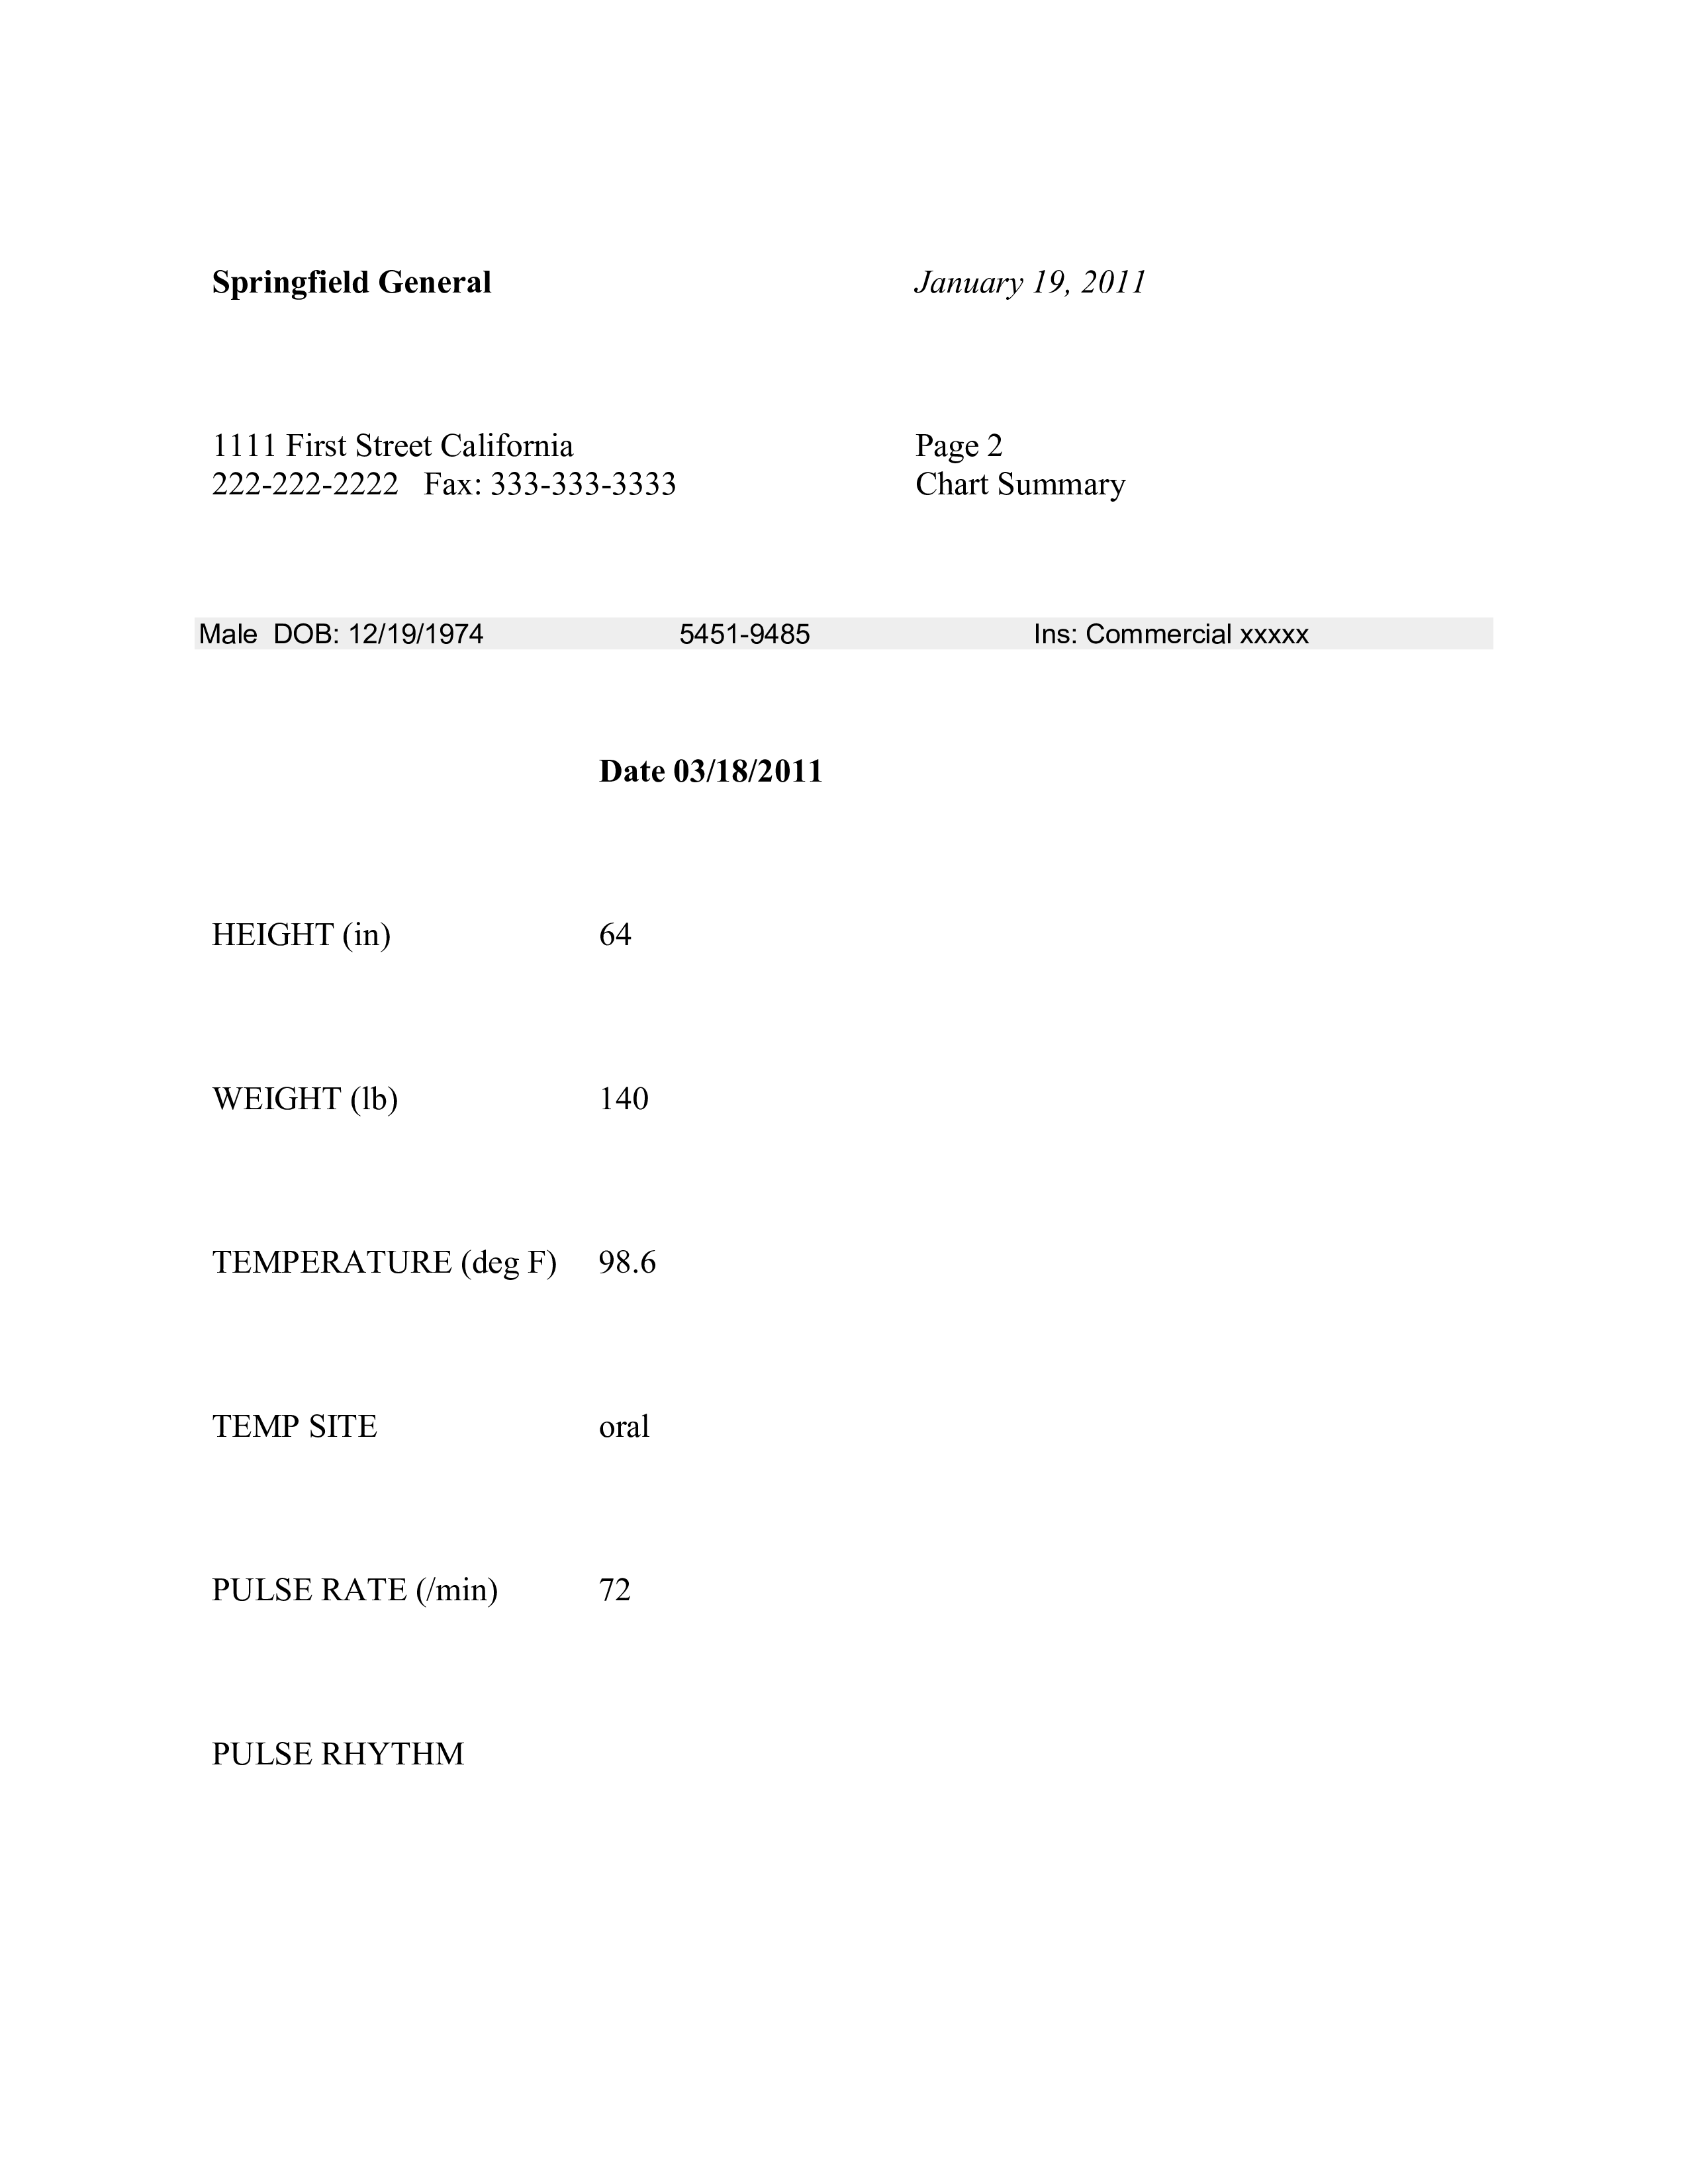 Springfield General January 19, 2011
1111 First Street California Page 2
222-222-2222 Fax: 333-333-3333 Chart Summary
Male DOB: 12/19/1974 5451-9485 Ins: Commercial xxxxx
Date 03/18/2011
HEIGHT (in) 64
WEIGHT (lb) 140
TEMPERATURE (deg F) 98.6
TEMP SITE oral
PULSE RATE (/min) 72
PULSE RHYTHM